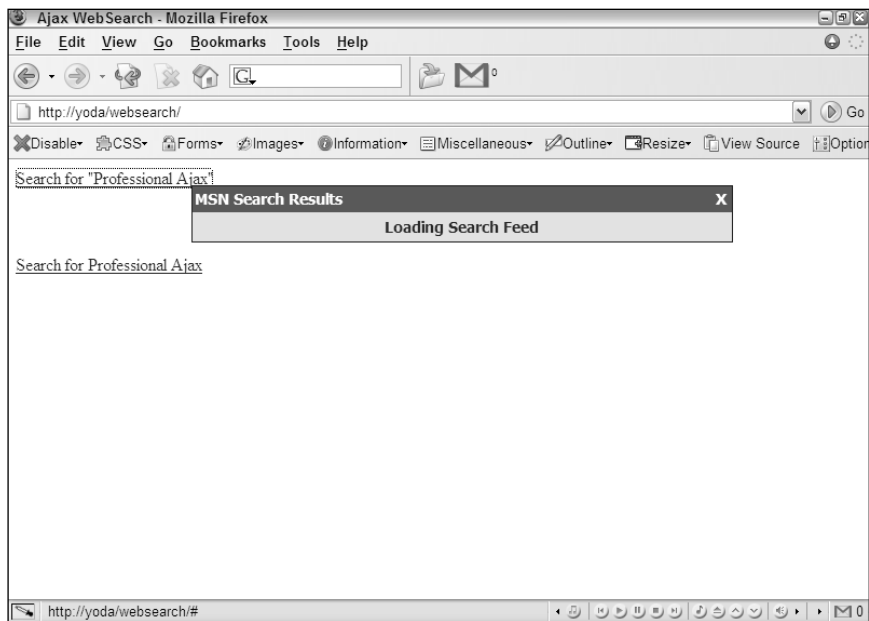 Ajax WebSearch - Mozilla Firefox
File Edit View Go Bookmarks Tools Help
G. 0
http://yoda/websearch/ Go
Disable CSS Forms Images Information Miscellaneous Outline Resize View Source Option
Search for "Professional Ajax"
MSN Search Results X
Loading Search Feed
Search for Professional Ajax
http://yoda/websearch/# 0